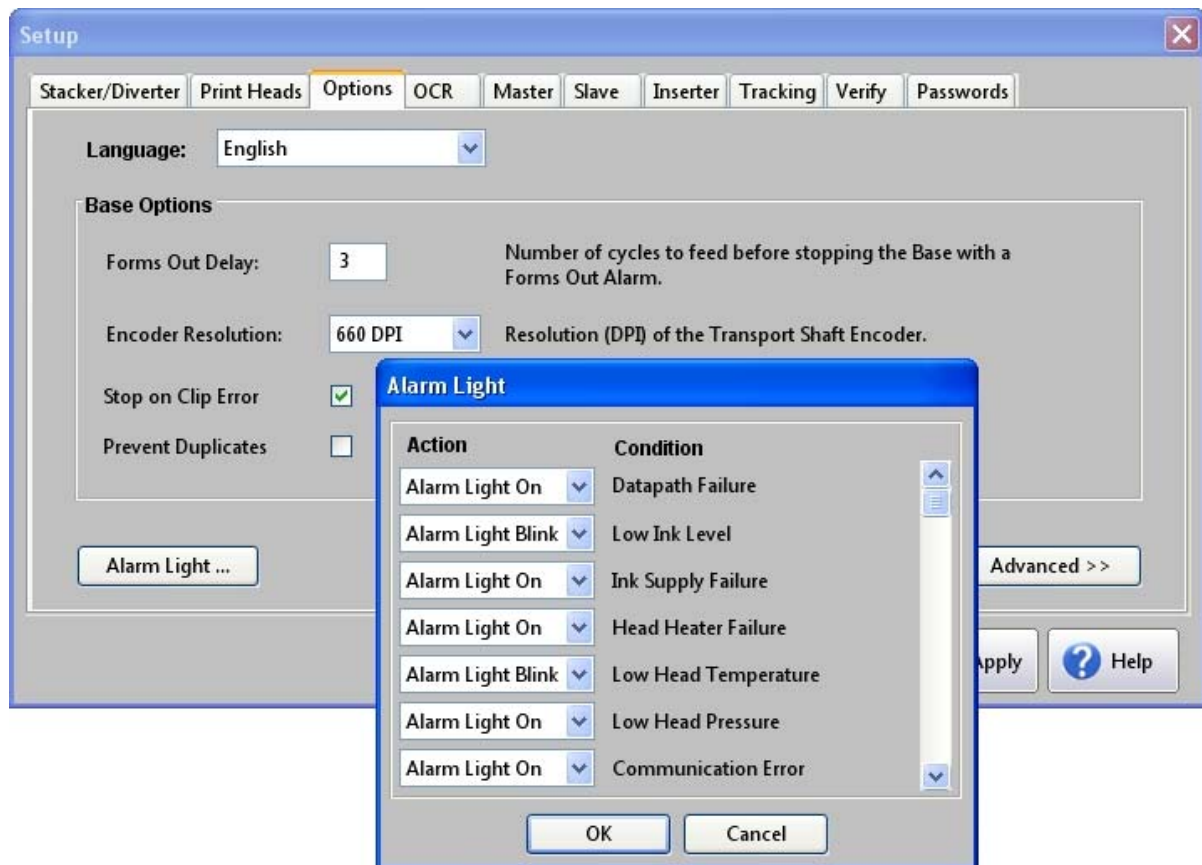 Setup
Stacker/Diverter Print Heads Options OCR Master Slave Inserter Tracking Verify Passwords
Language: English
Base Options
Forms Out Delay: 3 Number of cycles to feed before stopping the Base with a
Forms Out Alarm.
Encoder Resolution: 660 DPI Resolution (DPI) of the Transport Shaft Encoder.
Stop on Clip Error
Prevent Duplicates
Alarm Light ...
Advanced >>
Apply Help
Alarm Light
Action Condition
Alarm Light On Datapath Failure
Alarm Light Blink Low Ink Level
Alarm Light On Ink Supply Failure
Alarm Light On Head Heater Failure
Alarm Light Blink Low Head Temperature
Alarm Light On Low Head Pressure
Alarm Light On Communication Error
OK Cancel